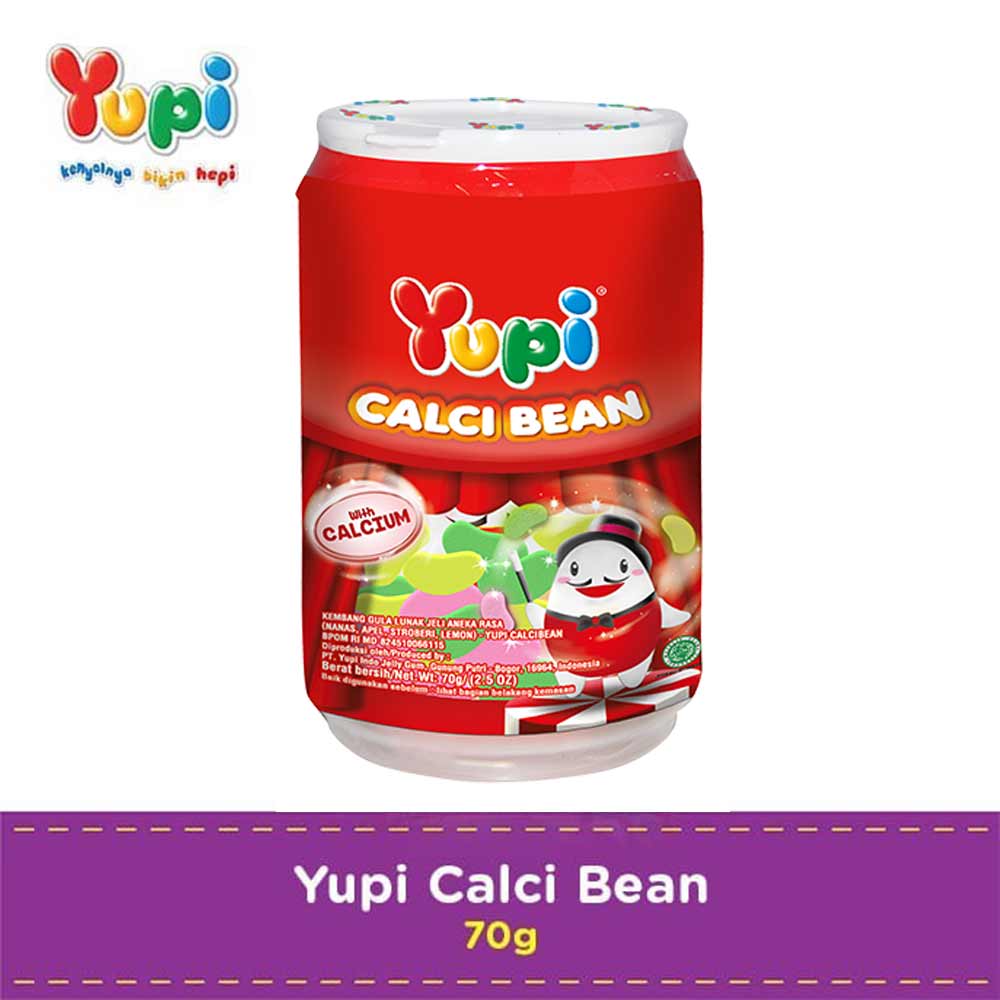 Yupi
kenyalnya bikin hepi
Yupi
Yupi®
CALCI BEAN
With
CALCIUM
KEMBANG GULA LUNAK JELI ANEKA RASA
(NANAS, APEL, STROBERI, LEMON) - YUPI CALCIBEAN
BPOM RI MD 824510066115
Diproduksi oleh/Produced by :
PT. Yupi Indo Jelly Gum, Gunung Putri - Bogor, 16964, Indonesia
Berat bersih/Net Wt. 70g/(2.5 OZ)
Baik digunakan sebelum - lihat bagian belakang kemasan
Yupi Calci Bean
70g